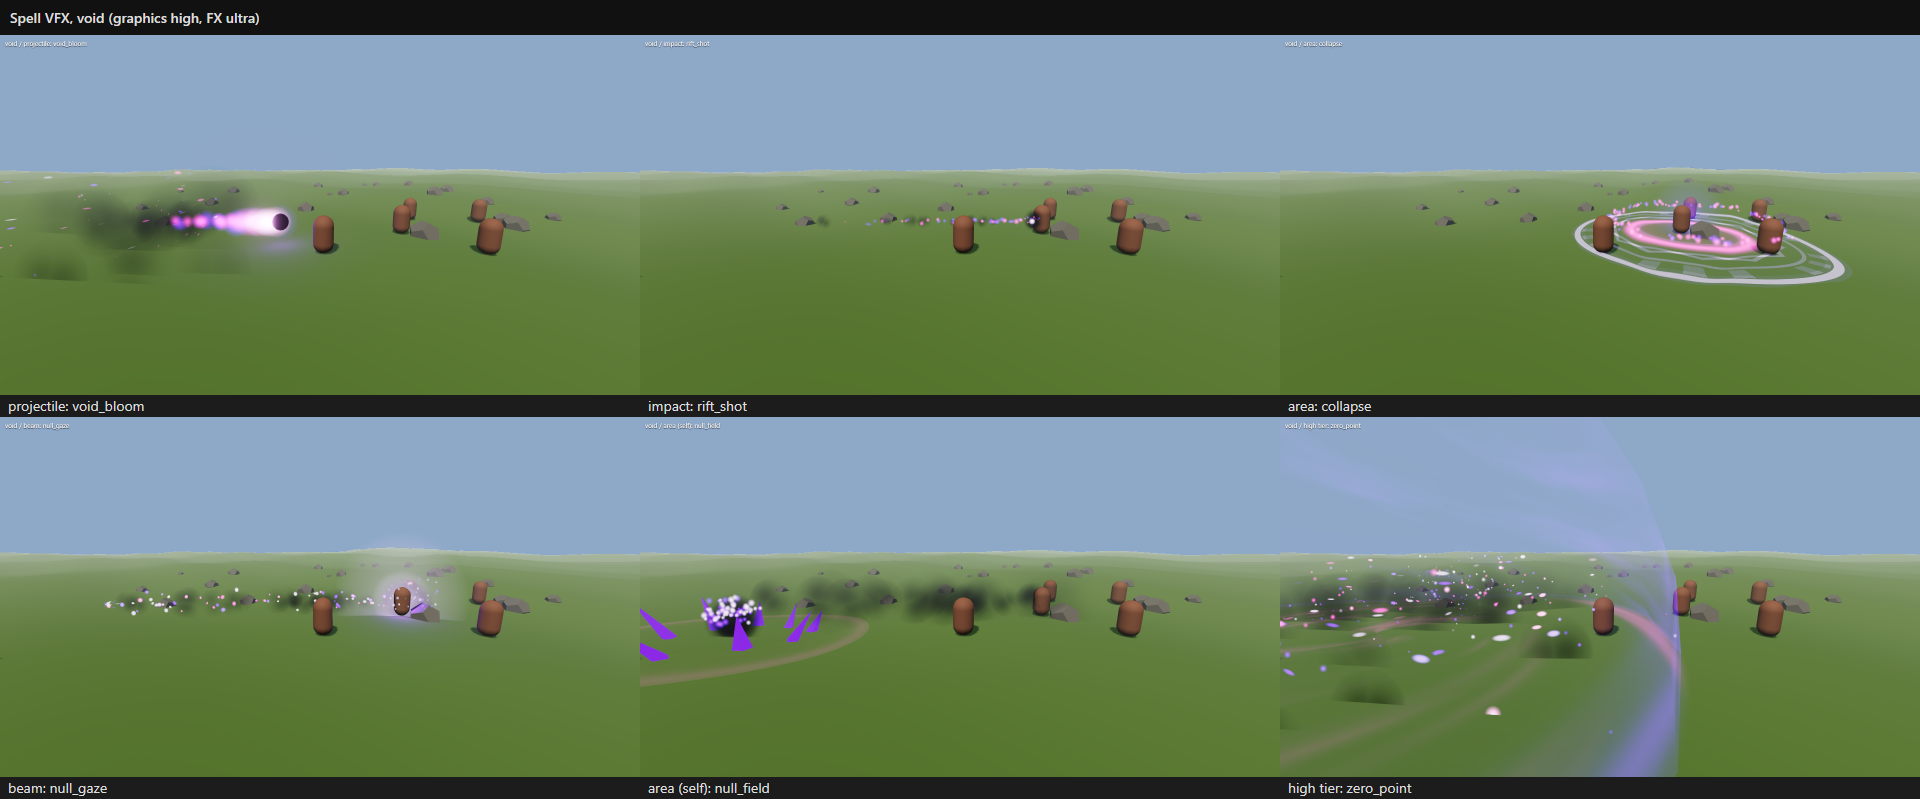 Spell VFX, void (graphics high, FX ultra)
void / projectile: void_bloom
void / impact: rift_shot
void / area: collapse
projectile: void_bloom
impact: rift_shot
area: collapse
void / beam: null_gaze
void / area (self): null_field
void / high tier: zero_point
beam: null_gaze
area (self): null_field
high tier: zero_point